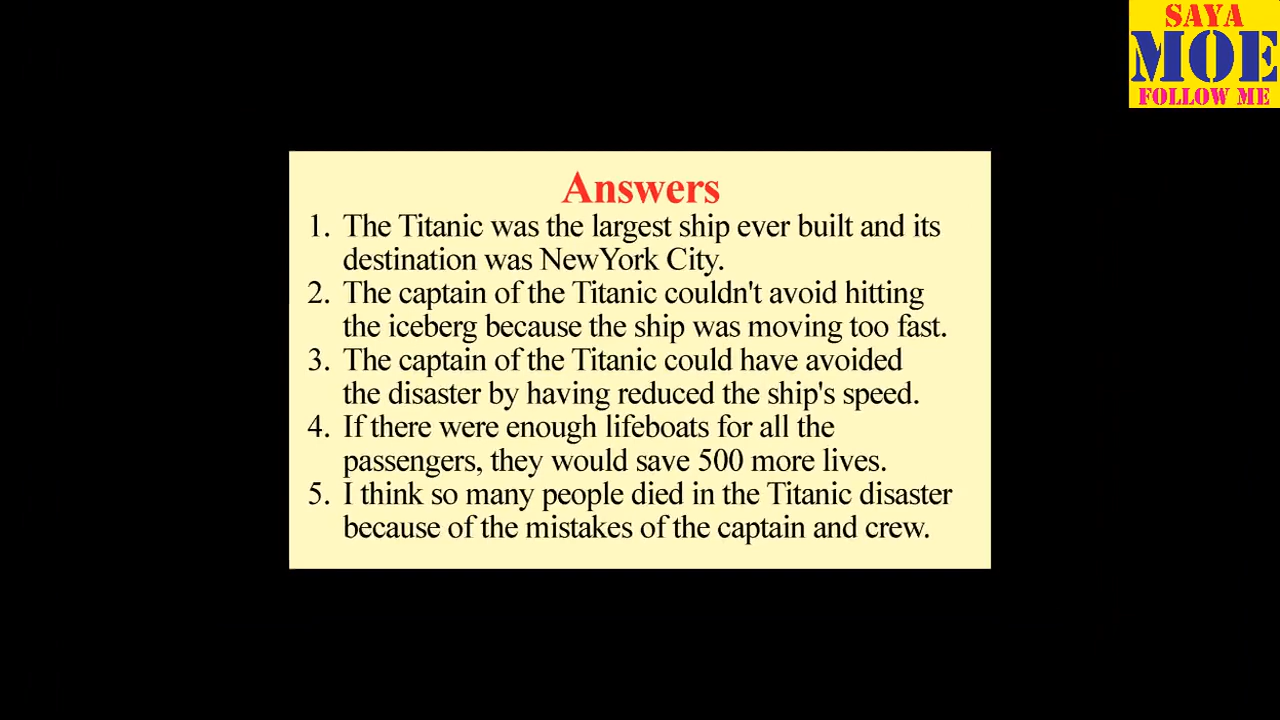 SAYA
MOE
FOLLOW ME
Answers
1. The Titanic was the largest ship ever built and its
destination was NewYork City.
2. The captain of the Titanic couldn't avoid hitting
the iceberg because the ship was moving too fast.
3. The captain of the Titanic could have avoided
the disaster by having reduced the ship's speed.
4. If there were enough lifeboats for all the
passengers, they would save 500 more lives.
5. I think so many people died in the Titanic disaster
because of the mistakes of the captain and crew.